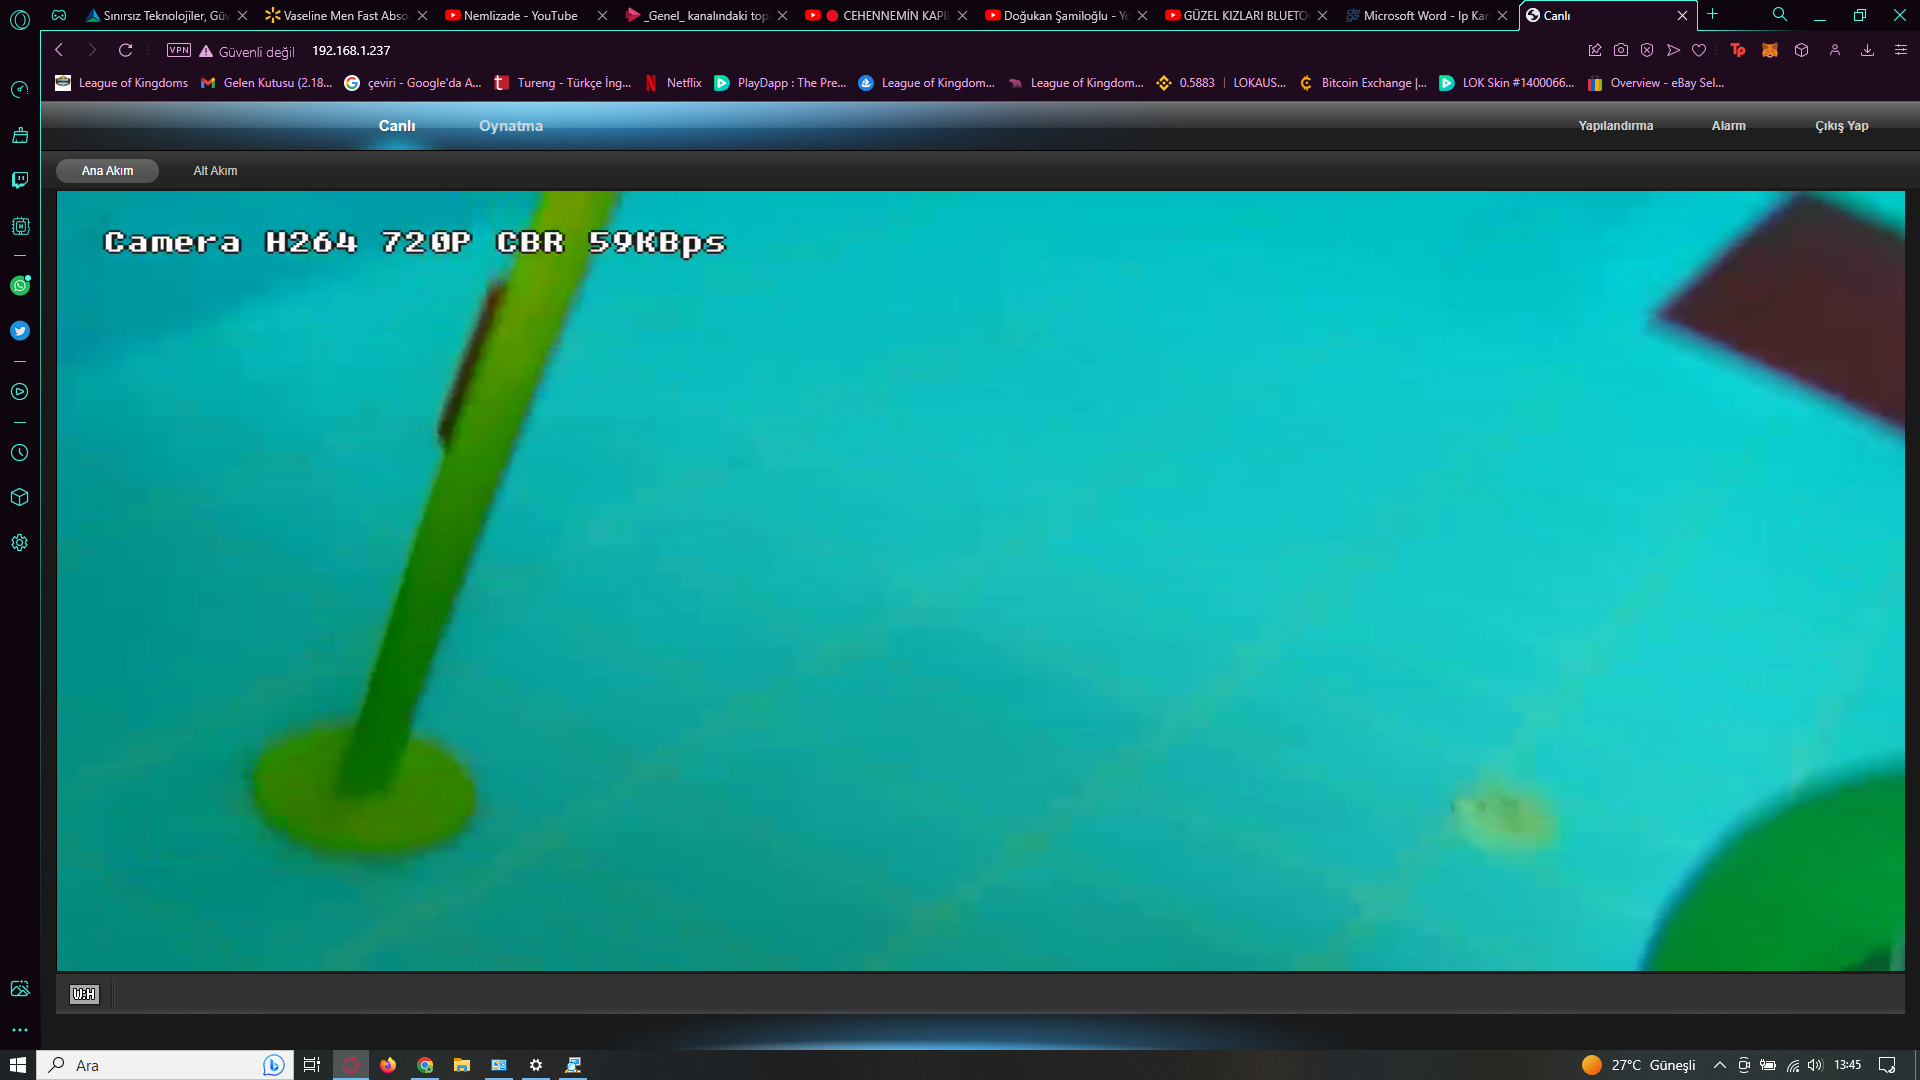 Sınırsız Teknolojiler, Gü
Vaseline Men Fast Abso
Nemlizade - YouTube
_Genel_ kanalındaki top
CEHENNEMİN KAPI
Doğukan Şamiloğlu - Yo
GÜZEL KIZLARI BLUETO
Microsoft Word - Ip Ka
Canlı
VPN
Güvenli değil
192.168.1.237
Tp
League of Kingdoms
Gelen Kutusu (2.18...
çeviri - Google'da A...
Tureng - Türkçe İng...
Netflix
PlayDapp : The Pre...
League of Kingdom...
League of Kingdom...
0.5883 | LOKAUS...
Bitcoin Exchange |...
LOK Skin #1400066...
Overview - eBay Sel...
Canlı
Oynatma
Yapılandırma
Alarm
Çıkış Yap
Ana Akım
Alt Akım
Camera H264 720P CBR 59KBps
W:H
Ara
27°C Güneşli
13:45